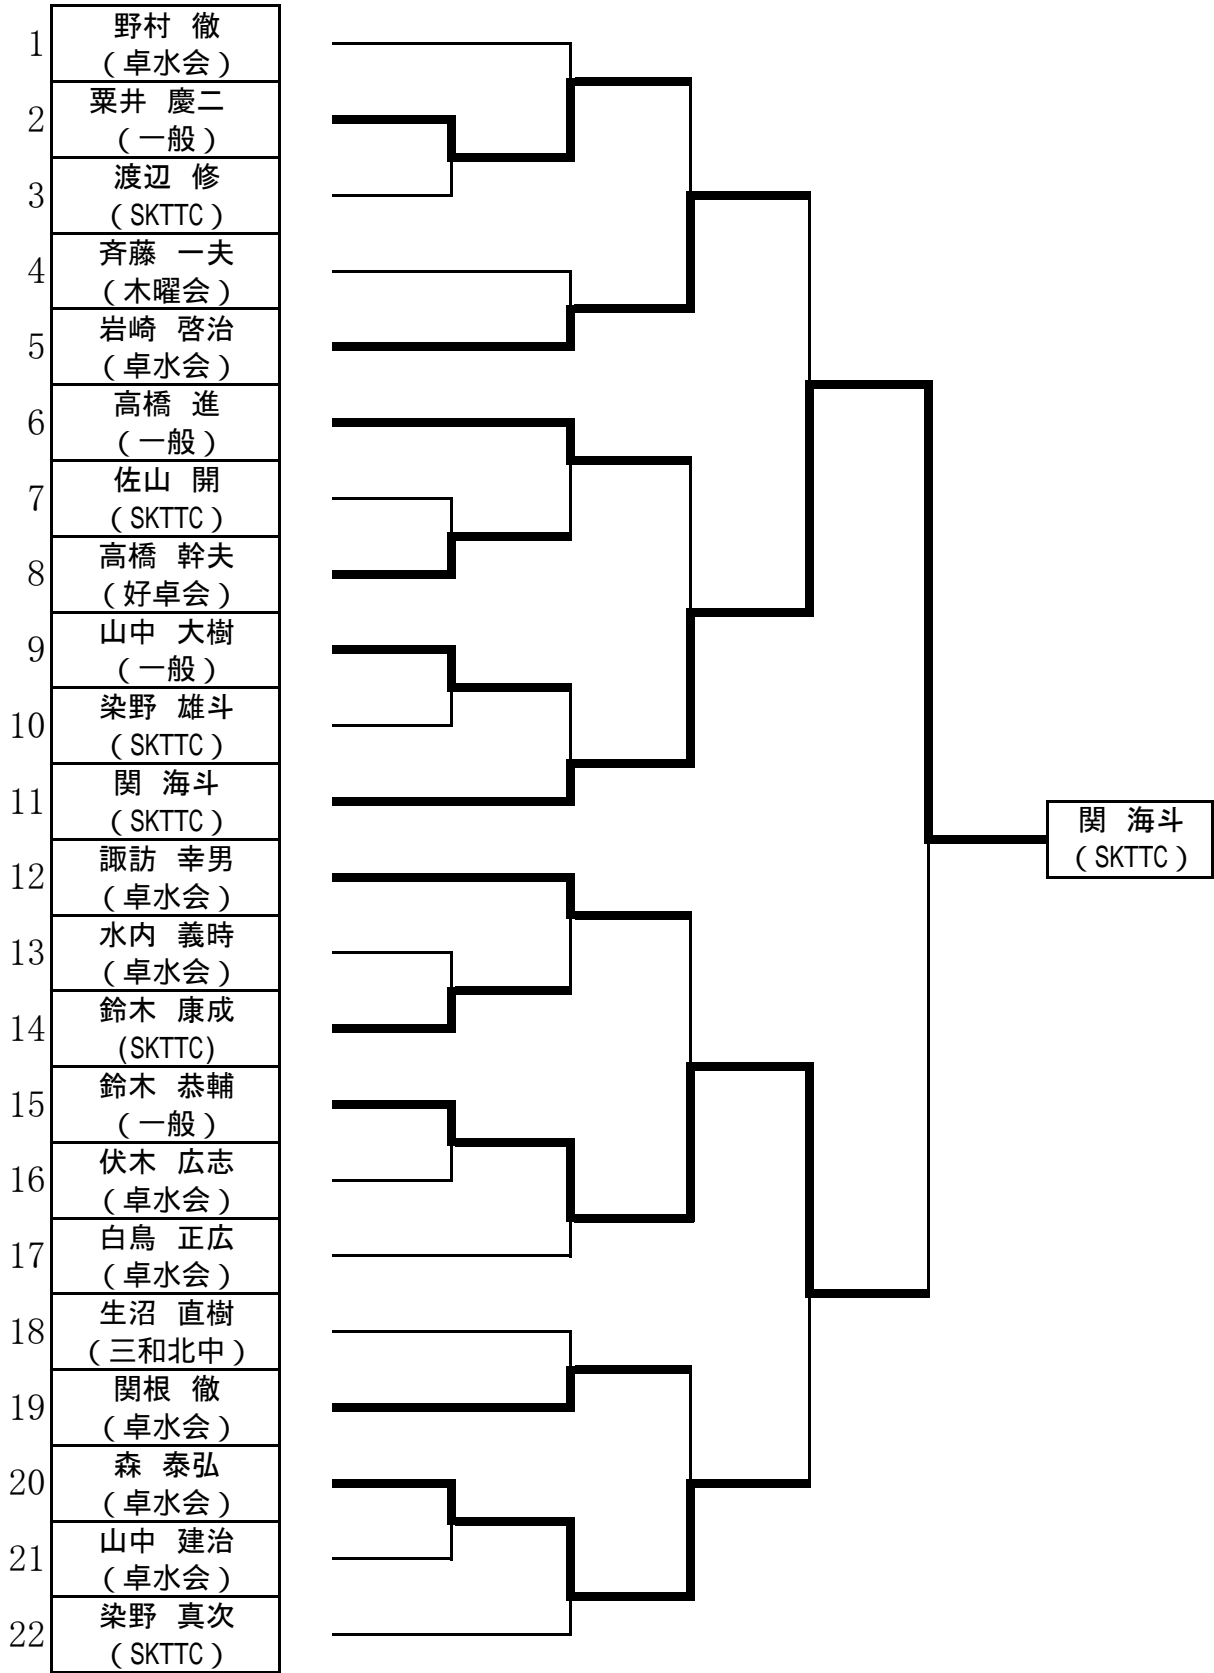 1
野村 徹
（卓水会）
2
粟井 慶二
（一般）
3
渡辺 修
（SKTTC）
4
斉藤 一夫
（木曜会）
5
岩崎 啓治
（卓水会）
6
高橋 進
（一般）
7
佐山 開
（SKTTC）
8
高橋 幹夫
（好卓会）
9
山中 大樹
（一般）
10
染野 雄斗
（SKTTC）
11
関 海斗
（SKTTC）
12
諏訪 幸男
（卓水会）
13
水内 義時
（卓水会）
14
鈴木 康成
(SKTTC)
15
鈴木 恭輔
（一般）
16
伏木 広志
（卓水会）
17
白鳥 正広
（卓水会）
18
生沼 直樹
（三和北中）
19
関根 徹
（卓水会）
20
森 泰弘
（卓水会）
21
山中 建治
（卓水会）
22
染野 真次
（SKTTC）
関 海斗
（SKTTC）